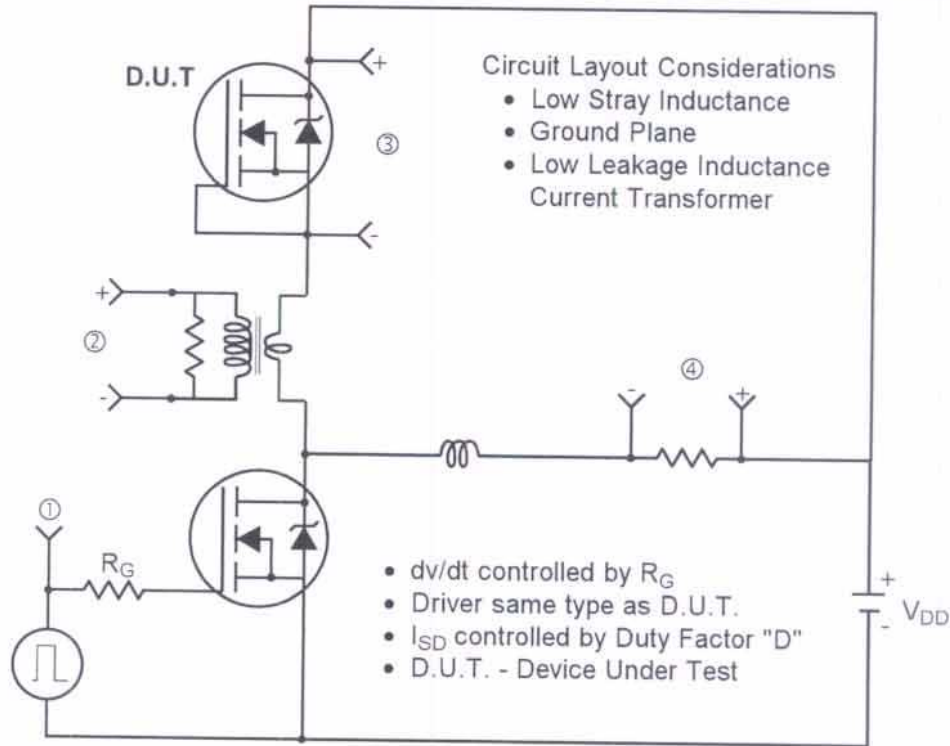 D.U.T
+
-
③
Circuit Layout Considerations
• Low Stray Inductance
• Ground Plane
• Low Leakage Inductance
Current Transformer
+
②
-
④
-
+
①
R_G
• dv/dt controlled by R_G
• Driver same type as D.U.T.
• I_SD controlled by Duty Factor "D"
• D.U.T. - Device Under Test
+
V_DD
-